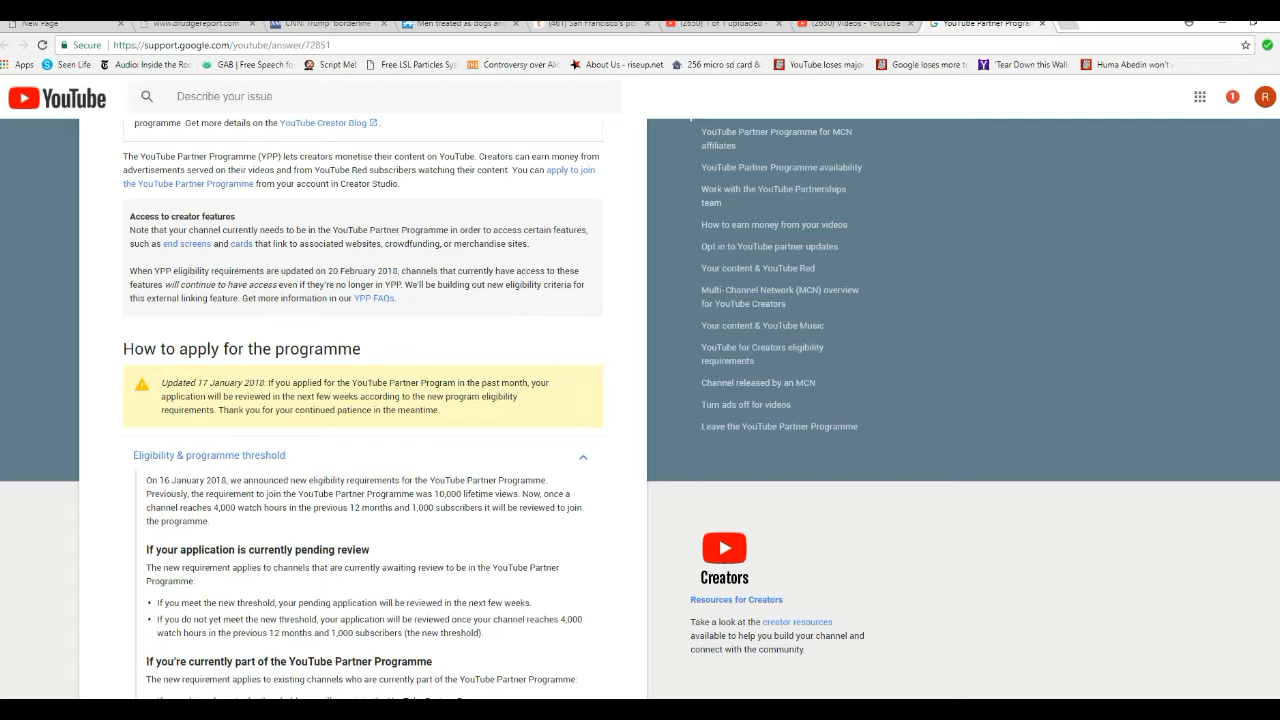 New Page
www.drudgereport.com
CNN: Trump 'borderline
Men treated as dogs and
(461) San Francisco's po
(2650) 1 of 1 uploaded -
(2650) Videos - YouTube
YouTube Partner Program
Secure
https://support.google.com/youtube/answer/72851
Apps
Seen Life
Audio: Inside the Roo
GAB | Free Speech fo
Script Me!
Free LSL Particles Sys
Controversy over Ali
About Us - riseup.net
256 micro sd card &
YouTube loses major
Google loses more to
'Tear Down this Wall
Huma Abedin won't
YouTube
Describe your issue
1
R
programme. Get more details on the YouTube Creator Blog .
The YouTube Partner Programme (YPP) lets creators monetise their content on YouTube. Creators can earn money from
advertisements served on their videos and from YouTube Red subscribers watching their content. You can apply to join
the YouTube Partner Programme from your account in Creator Studio.
Access to creator features
Note that your channel currently needs to be in the YouTube Partner Programme in order to access certain features,
such as end screens and cards that link to associated websites, crowdfunding, or merchandise sites.
When YPP eligibility requirements are updated on 20 February 2018, channels that currently have access to these
features will continue to have access even if they're no longer in YPP. We'll be building out new eligibility criteria for
this external linking feature. Get more information in our YPP FAQs.
How to apply for the programme
Updated 17 January 2018: If you applied for the YouTube Partner Program in the past month, your
application will be reviewed in the next few weeks according to the new program eligibility
requirements. Thank you for your continued patience in the meantime.
Eligibility & programme threshold
On 16 January 2018, we announced new eligibility requirements for the YouTube Partner Programme.
Previously, the requirement to join the YouTube Partner Programme was 10,000 lifetime views. Now, once a
channel reaches 4,000 watch hours in the previous 12 months and 1,000 subscribers it will be reviewed to join
the programme.
If your application is currently pending review
The new requirement applies to channels that are currently awaiting review to be in the YouTube Partner
Programme:
• If you meet the new threshold, your pending application will be reviewed in the next few weeks.
• If you do not yet meet the new threshold, your application will be reviewed once your channel reaches 4,000
watch hours in the previous 12 months and 1,000 subscribers (the new threshold).
If you're currently part of the YouTube Partner Programme
The new requirement applies to existing channels who are currently part of the YouTube Partner Programme:
YouTube Partner Programme for MCN
affiliates
YouTube Partner Programme availability
Work with the YouTube Partnerships
team
How to earn money from your videos
Opt in to YouTube partner updates
Your content & YouTube Red
Multi-Channel Network (MCN) overview
for YouTube Creators
Your content & YouTube Music
YouTube for Creators eligibility
requirements
Channel released by an MCN
Turn ads off for videos
Leave the YouTube Partner Programme
Creators
Resources for Creators
Take a look at the creator resources
available to help you build your channel and
connect with the community.